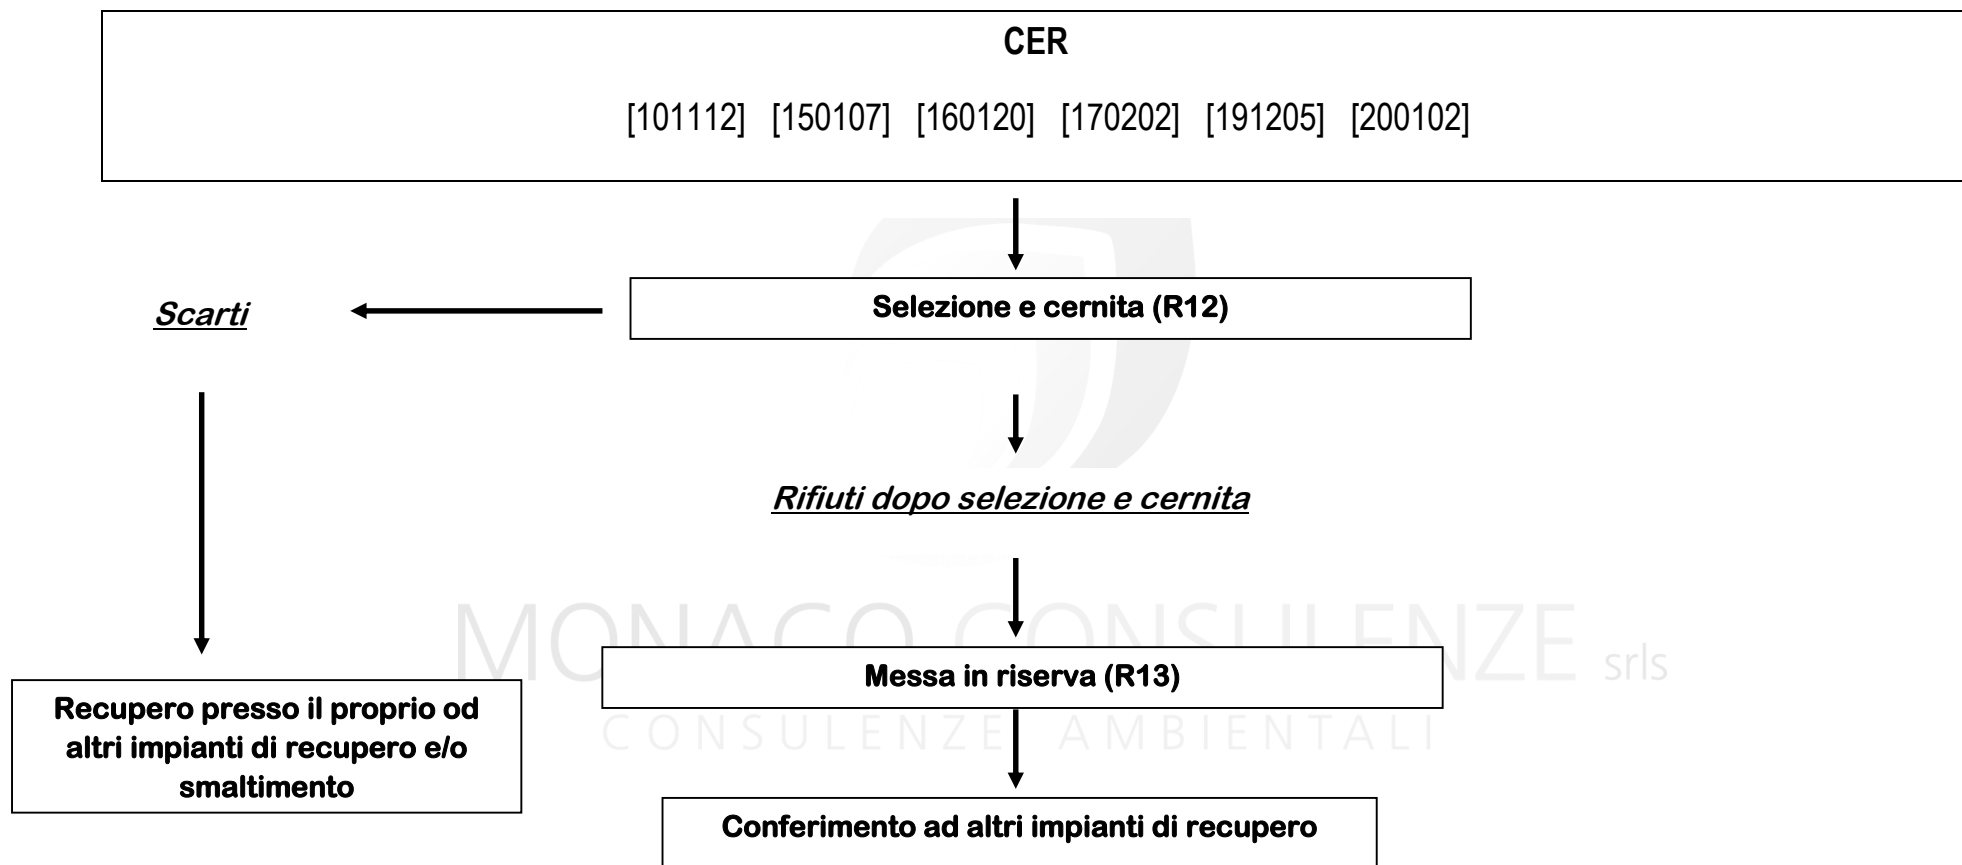 CER
[101112] [150107] [160120] [170202] [191205] [200102]
Selezione e cernita (R12)
Scarti
Rifiuti dopo selezione e cernita
MONACO CONSULENZE srls
CONSULENZE AMBIENTALI
Messa in riserva (R13)
Recupero presso il proprio od
altri impianti di recupero e/o
smaltimento
Conferimento ad altri impianti di recupero